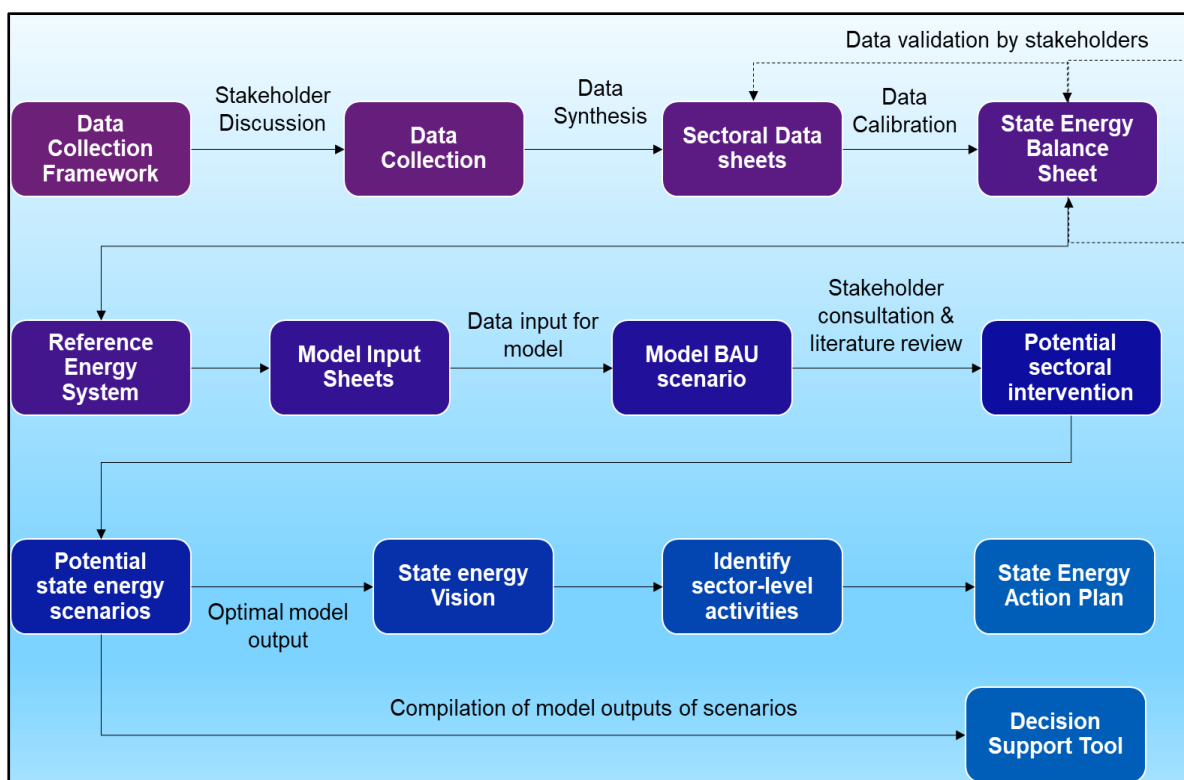 Data validation by stakeholders
Data
Collection
Framework
Stakeholder
Discussion
Data
Collection
Data
Synthesis
Sectoral Data
sheets
Data
Calibration
State Energy
Balance
Sheet
Reference
Energy
System
Model Input
Sheets
Data input for
model
Model BAU
scenario
Stakeholder
consultation &
literature review
Potential
sectoral
intervention
Potential
state energy
scenarios
Optimal model
output
State energy
Vision
Identify
sector-level
activities
State Energy
Action Plan
Compilation of model outputs of scenarios
Decision
Support Tool